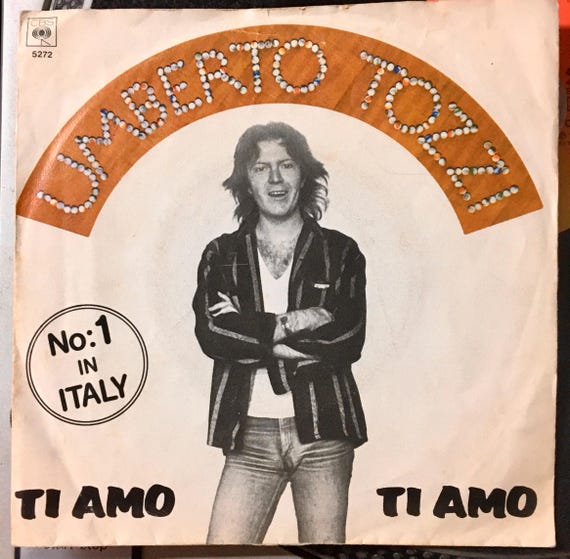 CBS
5272
UMBERTO TOZZI
No:1
IN
ITALY
TI AMO
TI AMO